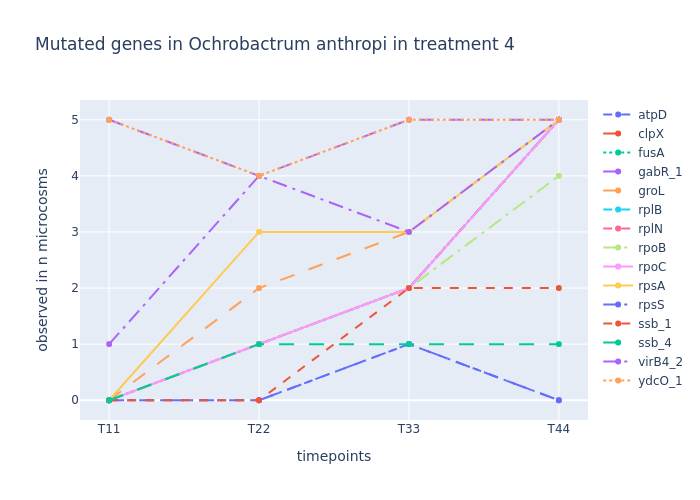 Mutated genes in Ochrobactrum anthropi in treatment 4
observed in n microcosms
5
4
3
2
1
0
T11
T22
T33
T44
timepoints
atpD
clpX
fusA
gabR_1
groL
rplB
rplN
rpoB
rpoC
rpsA
rpsS
ssb_1
ssb_4
virB4_2
ydcO_1